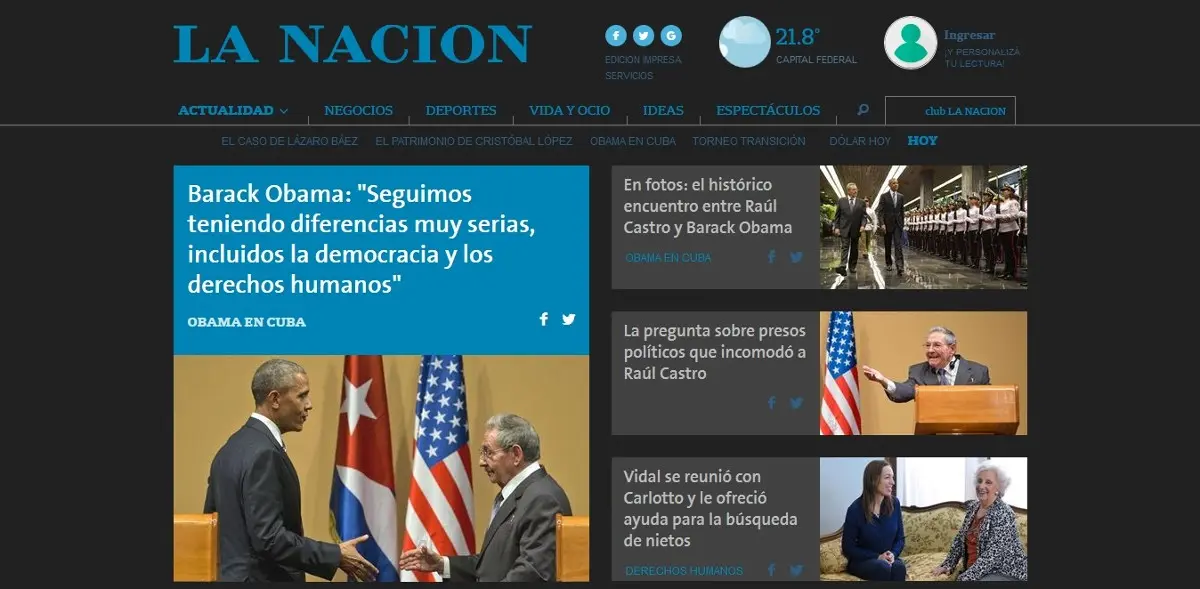 LA NACION
EDICION IMPRESA
SERVICIOS
21.8°
CAPITAL FEDERAL
Ingresar
¡Y PERSONALIZÁ
TU LECTURA!
ACTUALIDAD NEGOCIOS DEPORTES VIDA Y OCIO IDEAS ESPECTÁCULOS club LA NACION
EL CASO DE LÁZARO BÁEZ EL PATRIMONIO DE CRISTÓBAL LÓPEZ OBAMA EN CUBA TORNEO TRANSICIÓN DÓLAR HOY HOY
Barack Obama: "Seguimos
teniendo diferencias muy serias,
incluidos la democracia y los
derechos humanos"
OBAMA EN CUBA
En fotos: el histórico
encuentro entre Raúl
Castro y Barack Obama
OBAMA EN CUBA
La pregunta sobre presos
políticos que incomodó a
Raúl Castro
Vidal se reunió con
Carlotto y le ofreció
ayuda para la búsqueda
de nietos
DERECHOS HUMANOS